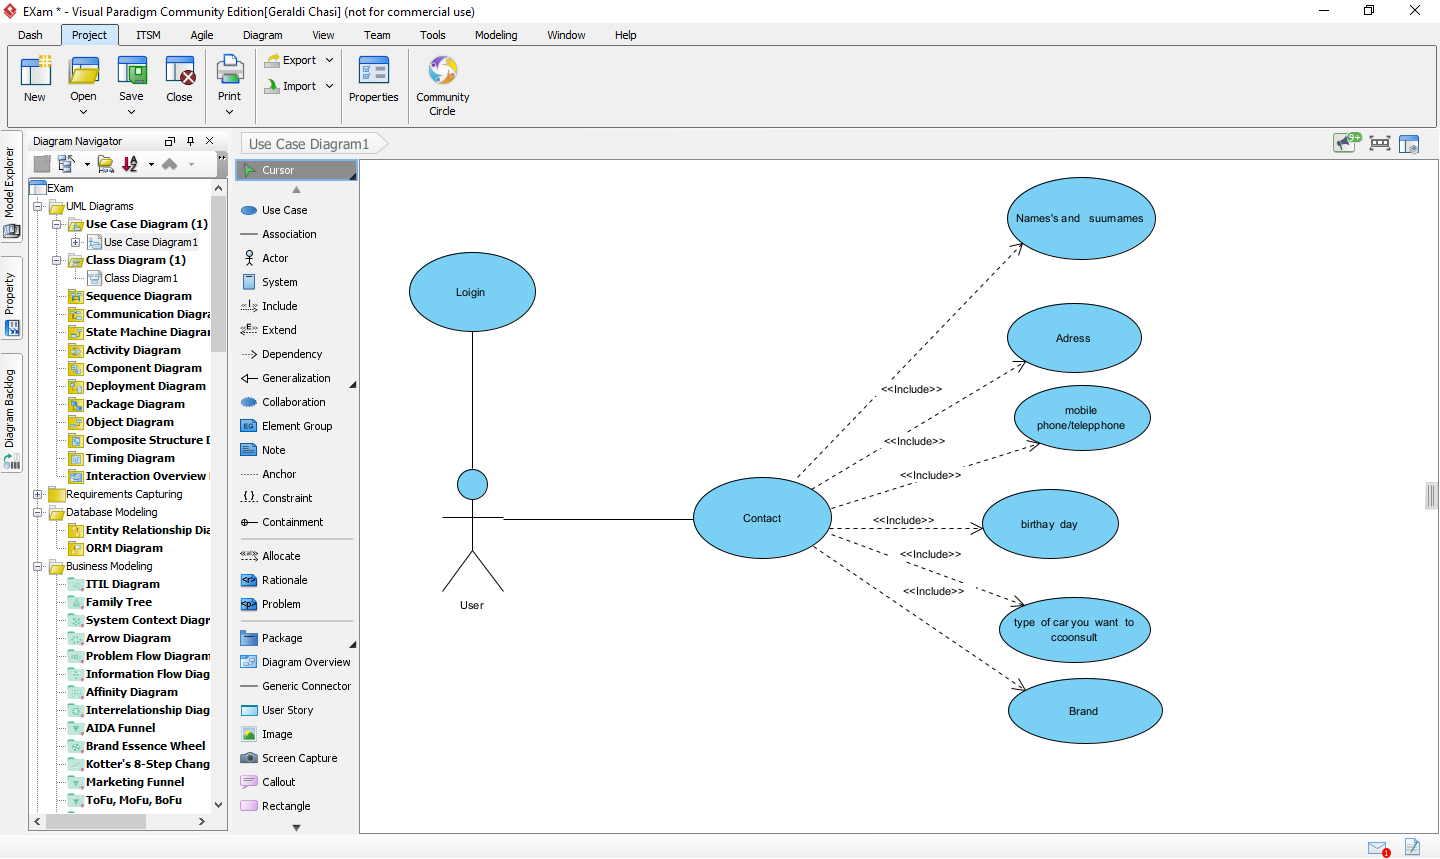 EXam * - Visual Paradigm Community Edition[Geraldi Chasi] (not for commercial use)
Dash Project ITSM Agile Diagram View Team Tools Modeling Window Help
New Open Save Close Print Export Import Properties Community Circle
Model Explorer
Property
Diagram Backlog
Diagram Navigator
EXam
UML Diagrams
Use Case Diagram (1)
Use Case Diagram1
Class Diagram (1)
Class Diagram1
Sequence Diagram
Communication Diagra
State Machine Diagran
Activity Diagram
Component Diagram
Deployment Diagram
Package Diagram
Object Diagram
Composite Structure D
Timing Diagram
Interaction Overview
Requirements Capturing
Database Modeling
Entity Relationship Dia
ORM Diagram
Business Modeling
ITIL Diagram
Family Tree
System Context Diagr
Arrow Diagram
Problem Flow Diagram
Information Flow Diag
Affinity Diagram
Interrelationship Diag
AIDA Funnel
Brand Essence Wheel
Kotter's 8-Step Chang
Marketing Funnel
ToFu, MoFu, BoFu
Use Case Diagram1
9+
Cursor
Use Case
Association
Actor
System
Include
Extend
Dependency
Generalization
Collaboration
Element Group
Note
Anchor
Constraint
Containment
Allocate
Rationale
Problem
Package
Diagram Overview
Generic Connector
User Story
Image
Screen Capture
Callout
Rectangle
Loigin
User
Contact
<<Include>>
<<Include>>
<<Include>>
<<Include>>
<<Include>>
<<Include>>
Names's and suurnames
Adress
mobile
phone/telepphone
birthay day
type of car you want to
ccoonsult
Brand
1